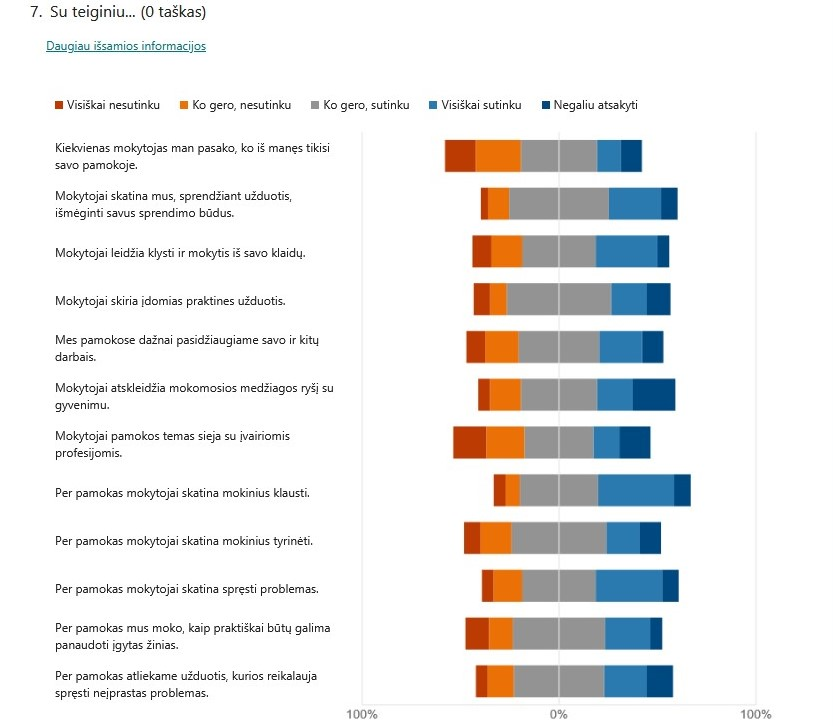 7. Su teiginiu... (0 taškas)
Daugiau išsamios informacijos
Visiškai nesutinku Ko gero, nesutinku Ko gero, sutinku Visiškai sutinku Negaliu atsakyti
Kiekvienas mokytojas man pasako, ko iš manęs tikisi
savo pamokoje.
Mokytojai skatina mus, sprendžiant užduotis,
išmėginti savus sprendimo būdus.
Mokytojai leidžia klysti ir mokytis iš savo klaidų.
Mokytojai skiria įdomias praktines užduotis.
Mes pamokose dažnai pasidžiaugiame savo ir kitų
darbais.
Mokytojai atskleidžia mokomosios medžiagos ryšį su
gyvenimu.
Mokytojai pamokos temas sieja su įvairiomis
profesijomis.
Per pamokas mokytojai skatina mokinius klausti.
Per pamokas mokytojai skatina mokinius tyrinėti.
Per pamokas mokytojai skatina spręsti problemas.
Per pamokas mus moko, kaip praktiškai būtų galima
panaudoti įgytas žinias.
Per pamokas atliekame užduotis, kurios reikalauja
spręsti neįprastas problemas.
100% 0% 100%